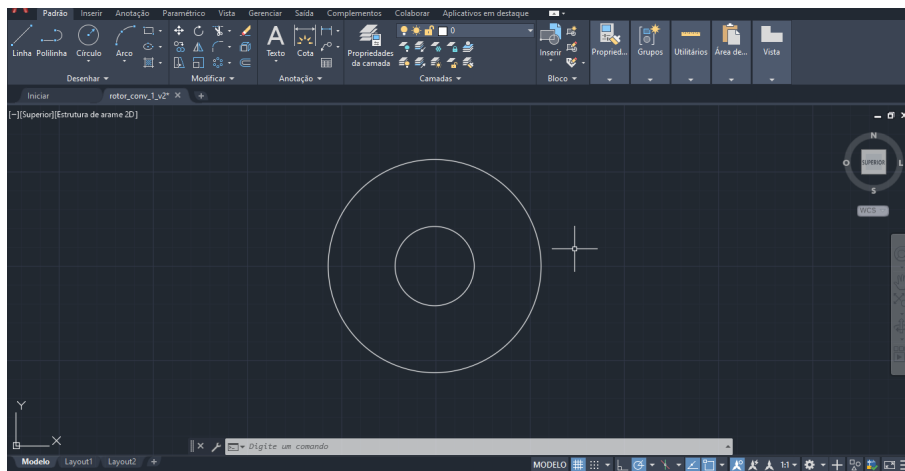 Padrão Inserir Anotação Paramétrico Vista Gerenciar Saída Complementos Colaborar Aplicativos em destaque
0
Linha Polilinha Círculo Arco Texto Cota Propriedades da camada Inserir Propried... Grupos Utilitários Área de... Vista
Desenhar Modificar Anotação Camadas Bloco
Iniciar rotor_conv_1_v2* +
[−][Superior][Estrutura de arame 2D]
N
O SUPERIOR L
S
WCS
Y
X
Digite um comando
Modelo Layout1 Layout2 + MODELO 1:1